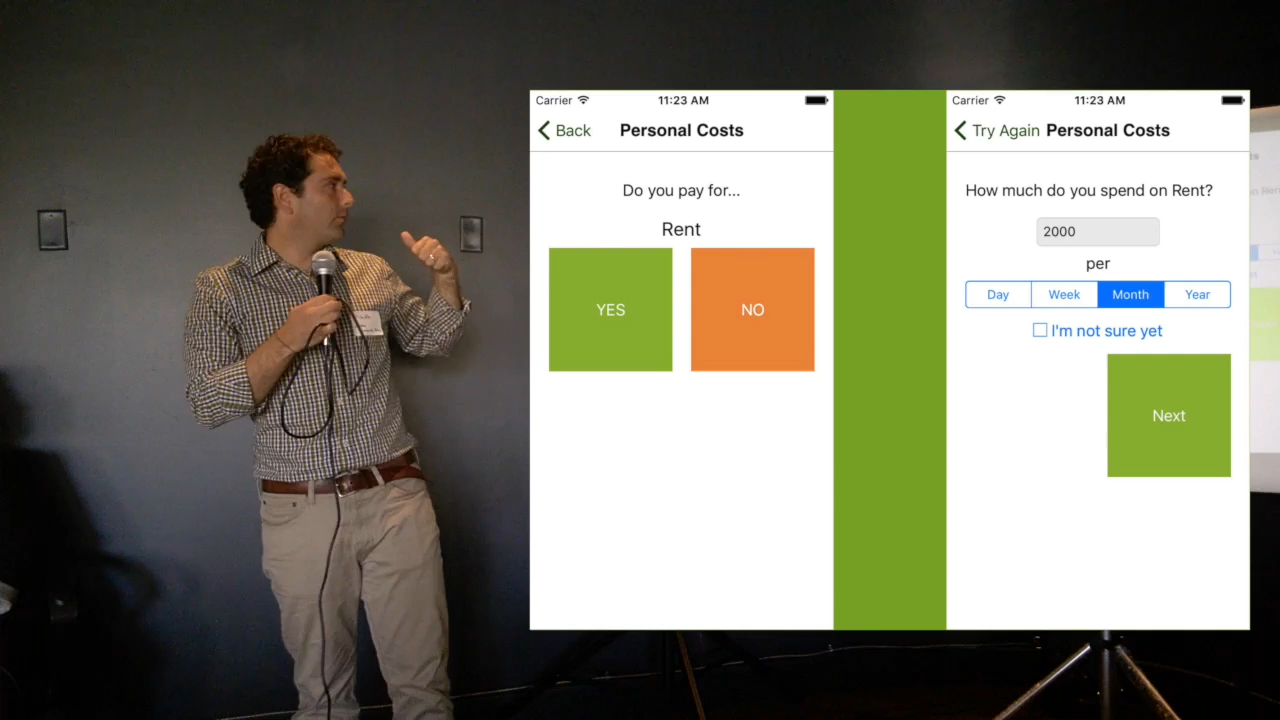 Carrier 11:23 AM
Back Personal Costs
Do you pay for...
Rent
YES NO
Carrier 11:23 AM
Try Again Personal Costs
How much do you spend on Rent?
2000
per
Day Week Month Year
I'm not sure yet
Next